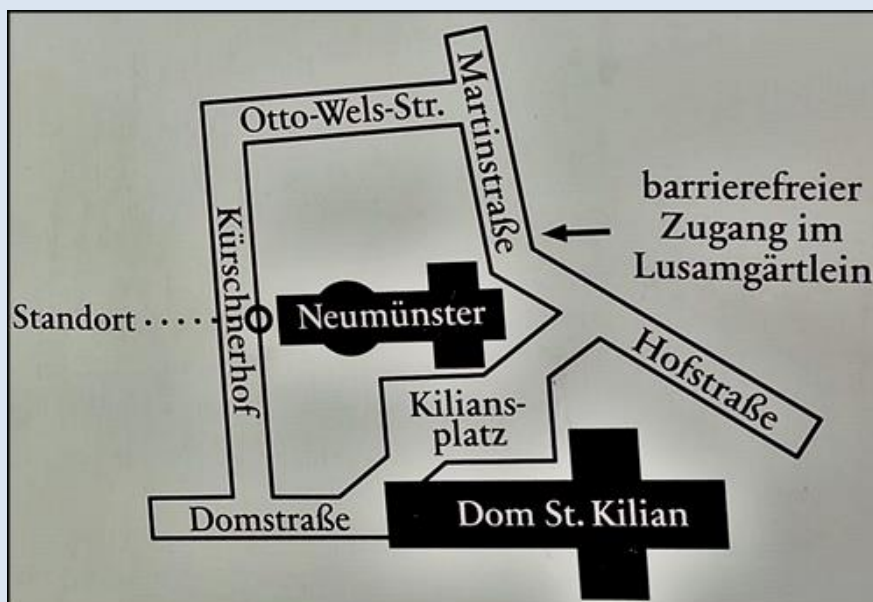 Otto-Wels-Str.
Martinstraße
barrierefreier
Zugang im
Lusamgärtlein
Kürschnerhof
Standort
Neumünster
Hofstraße
Kilians-
platz
Domstraße
Dom St. Kilian